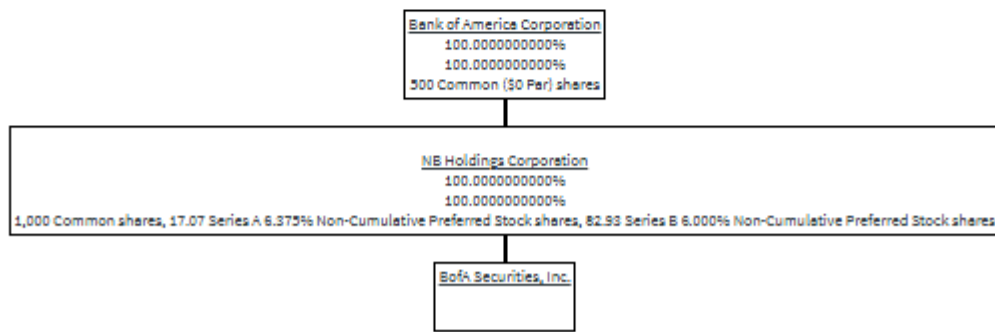 Bank of America Corporation
100.0000000000%
100.0000000000%
500 Common ($0 Par) shares
NB Holdings Corporation
100.0000000000%
100.0000000000%
1,000 Common shares, 17.07 Series A 6.375% Non-Cumulative Preferred Stock shares, 82.93 Series B 6.000% Non-Cumulative Preferred Stock shares
BofA Securities, Inc.